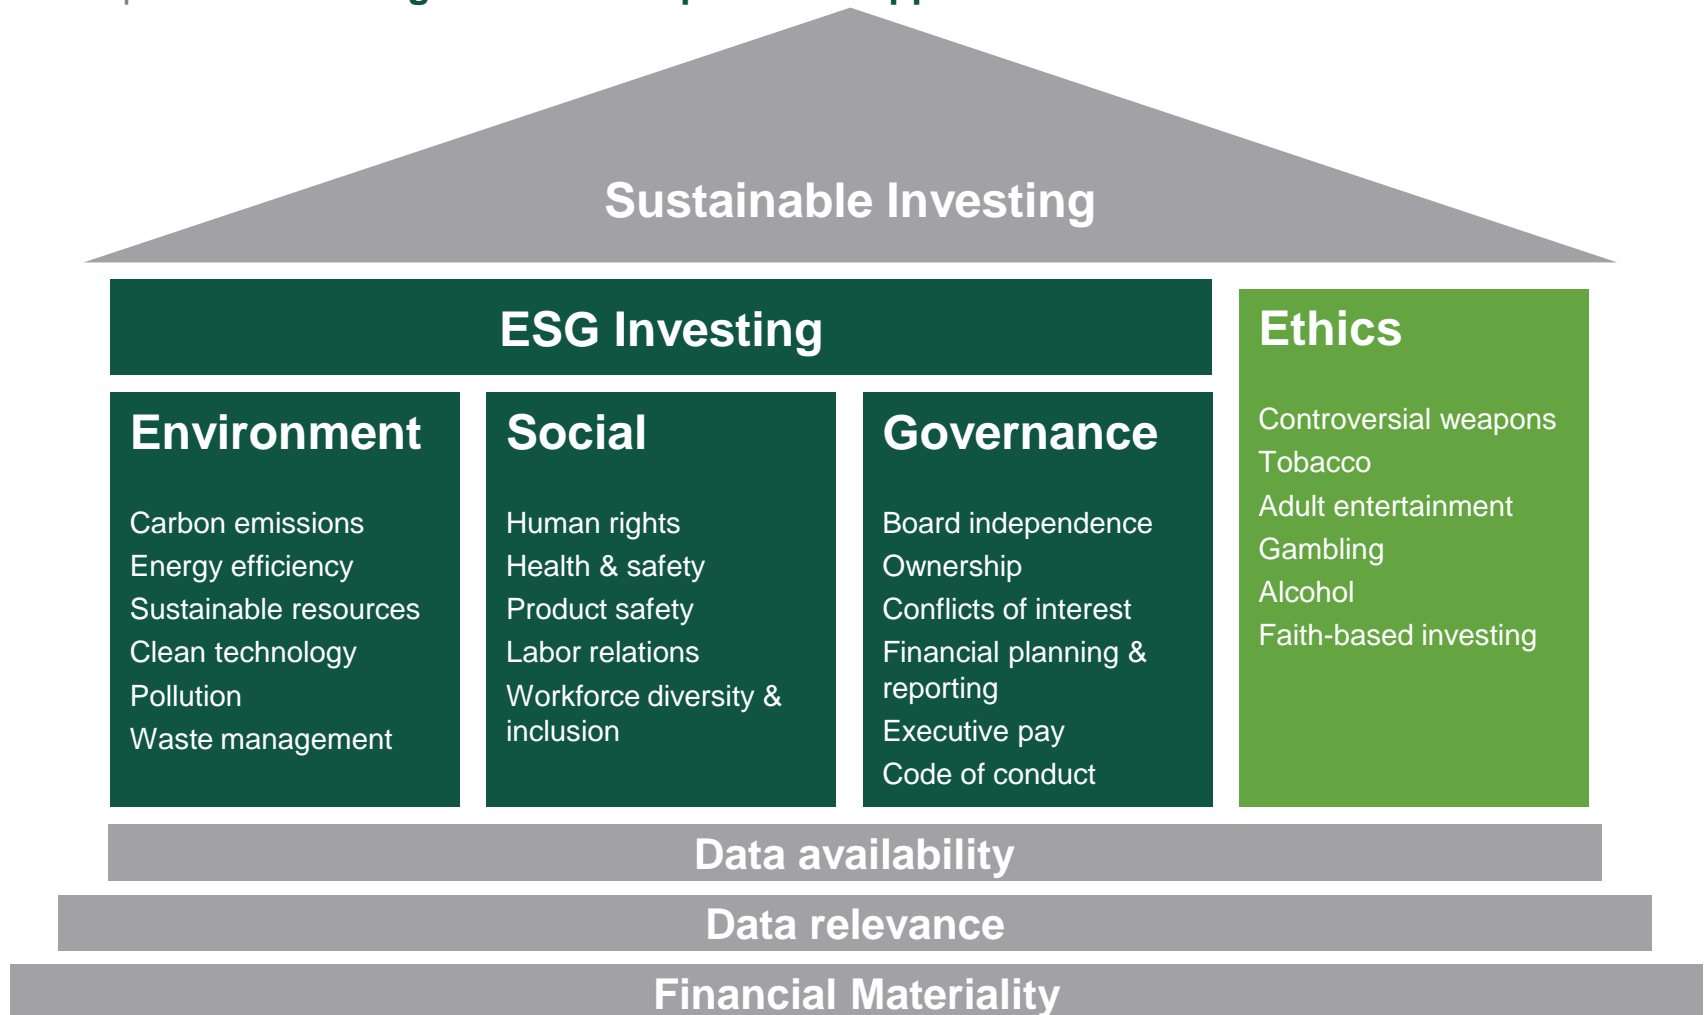 Sustainable Investing
ESG Investing
Ethics
Environment
Social
Governance
Controversial weapons
Tobacco
Adult entertainment
Gambling
Alcohol
Faith-based investing
Carbon emissions
Energy efficiency
Sustainable resources
Clean technology
Pollution
Waste management
Human rights
Health & safety
Product safety
Labor relations
Workforce diversity &
inclusion
Board independence
Ownership
Conflicts of interest
Financial planning &
reporting
Executive pay
Code of conduct
Data availability
Data relevance
Financial Materiality